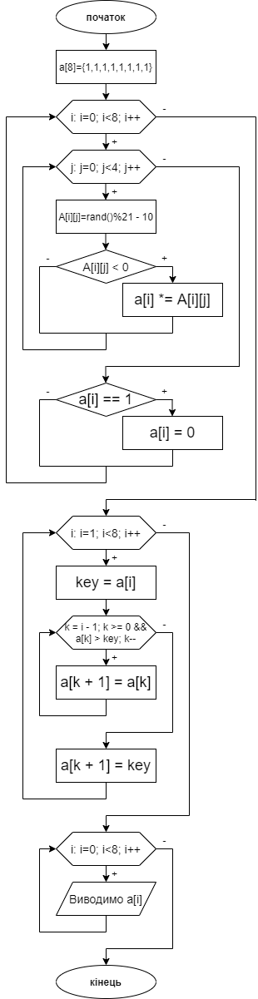 початок
a[8]={1,1,1,1,1,1,1,1}
i: i=0; i<8; i++
-
+
j: j=0; j<4; j++
-
+
A[i][j]=rand()%21 - 10
-
A[i][j] < 0
+
a[i] *= A[i][j]
-
a[i] == 1
+
a[i] = 0
i: i=1; i<8; i++
-
+
key = a[i]
k = i - 1; k >= 0 &&
a[k] > key; k--
-
+
a[k + 1] = a[k]
a[k + 1] = key
i: i=0; i<8; i++
-
+
Виводимо a[i]
кінець